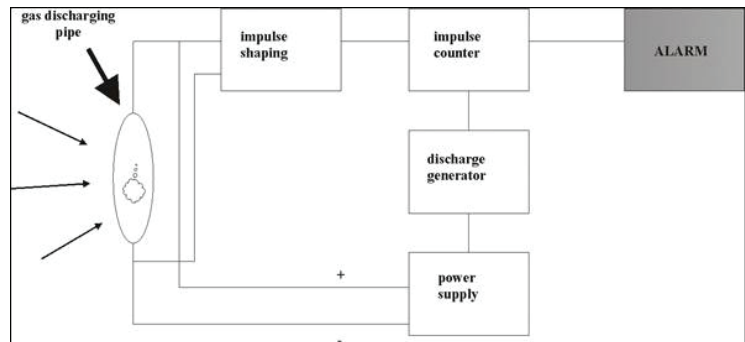 gas discharging
pipe
impulse
shaping
impulse
counter
ALARM
discharge
generator
+
power
supply
-